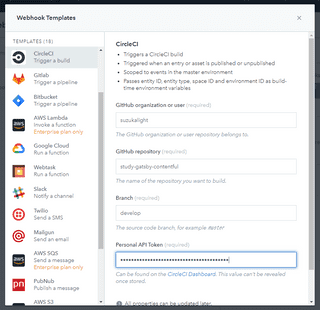 Webhook Templates
TEMPLATES (18)
CircleCI
Trigger a build
Gitlab
Trigger a pipeline
Bitbucket
Trigger a pipeline
AWS Lambda
Invoke a function
Enterprise plan only
Google Cloud
Run a function
Webtask
Run a function
Slack
Notify a channel
Twilio
Send a SMS
Mailgun
Send an email
AWS SQS
Send a message
Enterprise plan only
PubNub
Publish a message
AWS S3
CircleCI
• Triggers a CircleCI build
• Triggered when an entry or asset is published or unpublished
• Scoped to events in the master environment
• Passes entity ID, entity type, space ID and environment ID as build-
time environment variables
GitHub organization or user (required)
suzukalight
The GitHub organization or user repository belongs to.
GitHub repository (required)
study-gatsby-contentful
The name of the repository you want to build.
Branch (required)
develop
The source code branch, for example master
Personal API Token (required)
Can be found on the CircleCI Dashboard. This value can't be revealed
once stored.
All properties can be updated later.